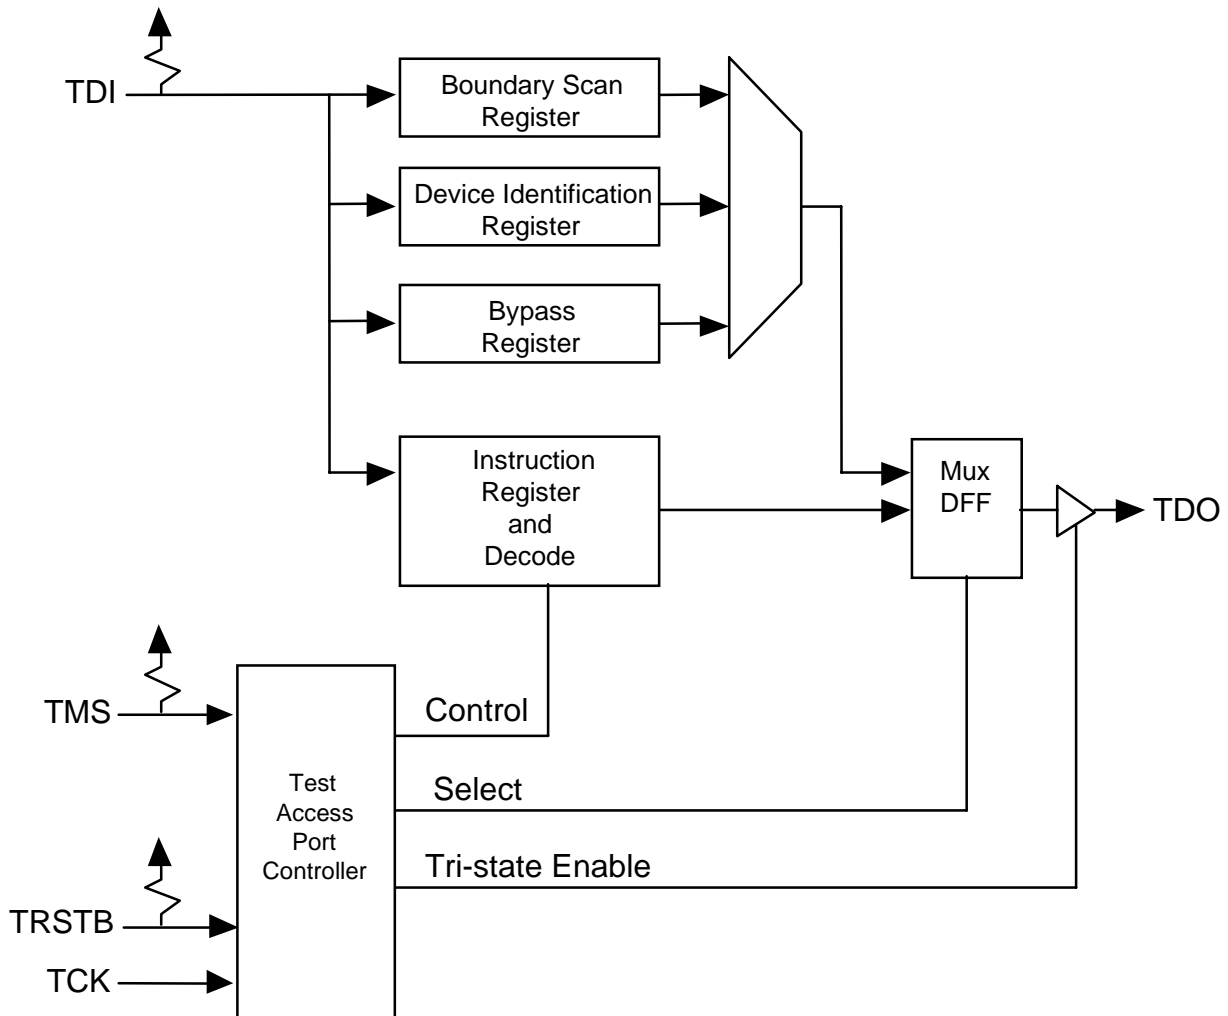 TDI
Boundary Scan
Register
Device Identification
Register
Bypass
Register
Instruction
Register
and
Decode
Mux
DFF
TDO
TMS
Control
Select
Test
Access
Port
Controller
Tri-state Enable
TRSTB
TCK